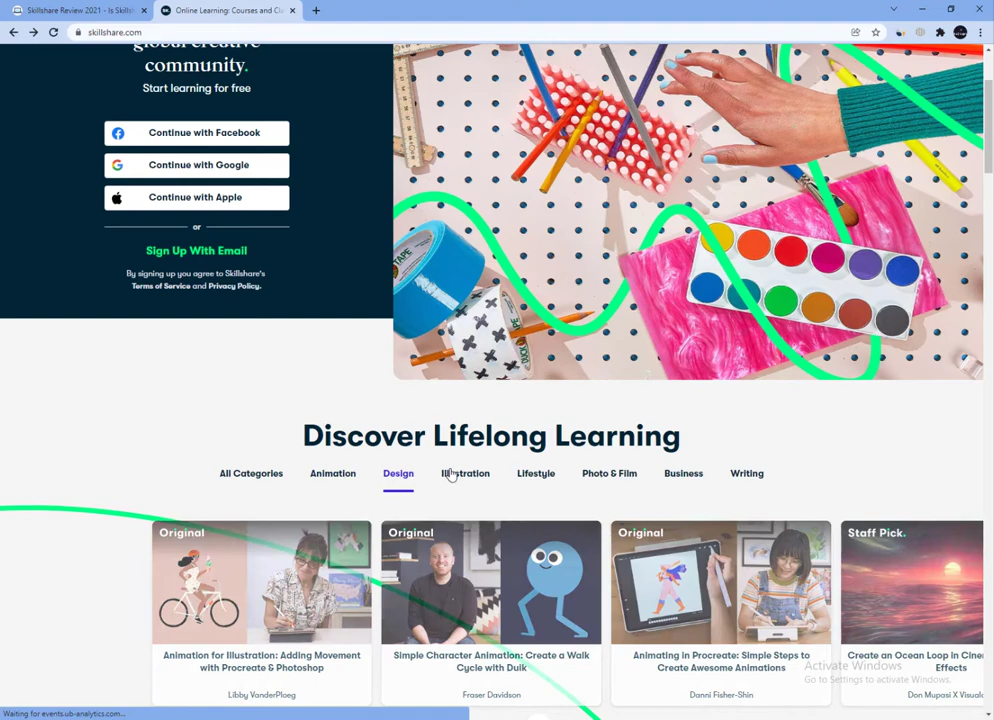 Skillshare Review 2021 - Is Skills
Online Learning: Courses and Cl
skillshare.com
global creative
community.
Start learning for free
Continue with Facebook
Continue with Google
Continue with Apple
or
Sign Up With Email
By signing up you agree to Skillshare's
Terms of Service and Privacy Policy.
TAPE
DUCK TAPE
Discover Lifelong Learning
All Categories Animation Design Illustration Lifestyle Photo & Film Business Writing
Original Original Original Staff Pick.
Animation for Illustration: Adding Movement
with Procreate & Photoshop
Libby VanderPloeg
Simple Character Animation: Create a Walk
Cycle with Duik
Fraser Davidson
Animating in Procreate: Simple Steps to
Create Awesome Animations
Danni Fisher-Shin
Create an Ocean Loop in Cine
Effects
Don Mupasi X Visual
Activate Windows
Go to Settings to activate Windows.
Waiting for events.ub-analytics.com...